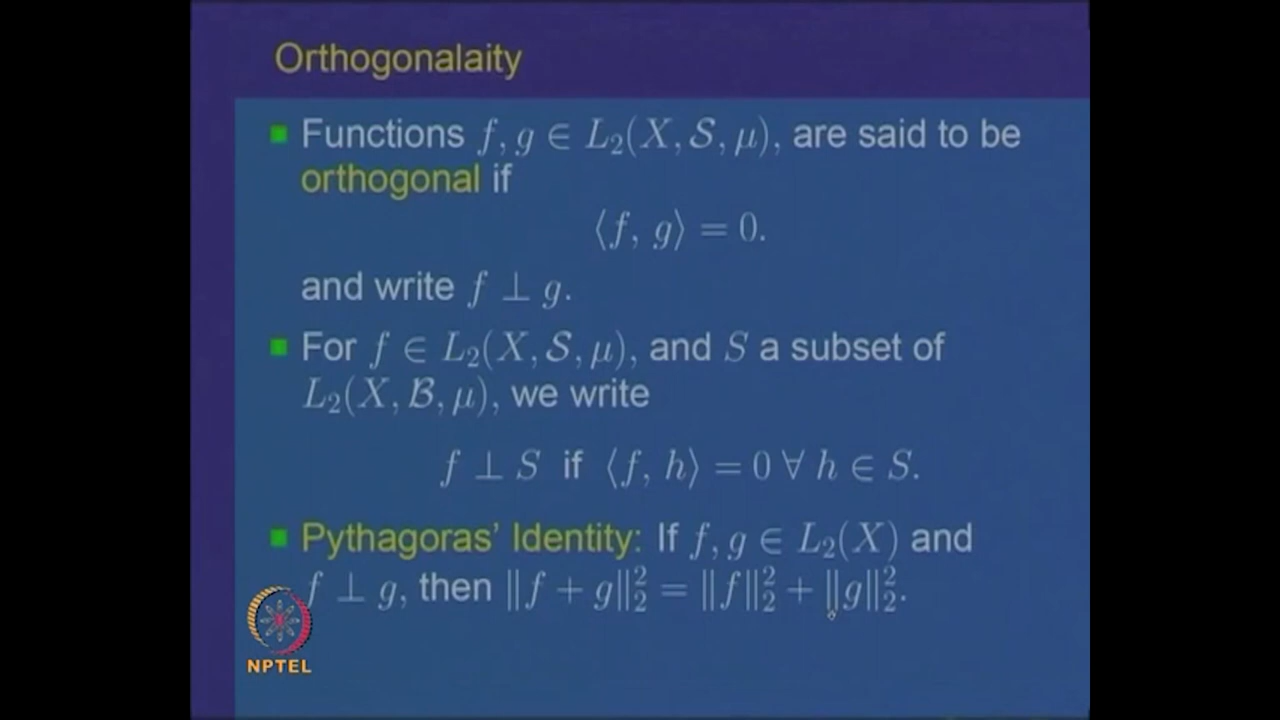 Orthogonalaity
Functions f, g ∈ L₂(X, 𝒮, μ), are said to be
orthogonal if
⟨f, g⟩ = 0.
and write f ⊥ g.
For f ∈ L₂(X, 𝒮, μ), and S a subset of
L₂(X, ℬ, μ), we write
f ⊥ S if ⟨f, h⟩ = 0 ∀ h ∈ S.
Pythagoras' Identity: If f, g ∈ L₂(X) and
f ⊥ g, then ‖f + g‖₂² = ‖f‖₂² + ‖g‖₂².
NPTEL